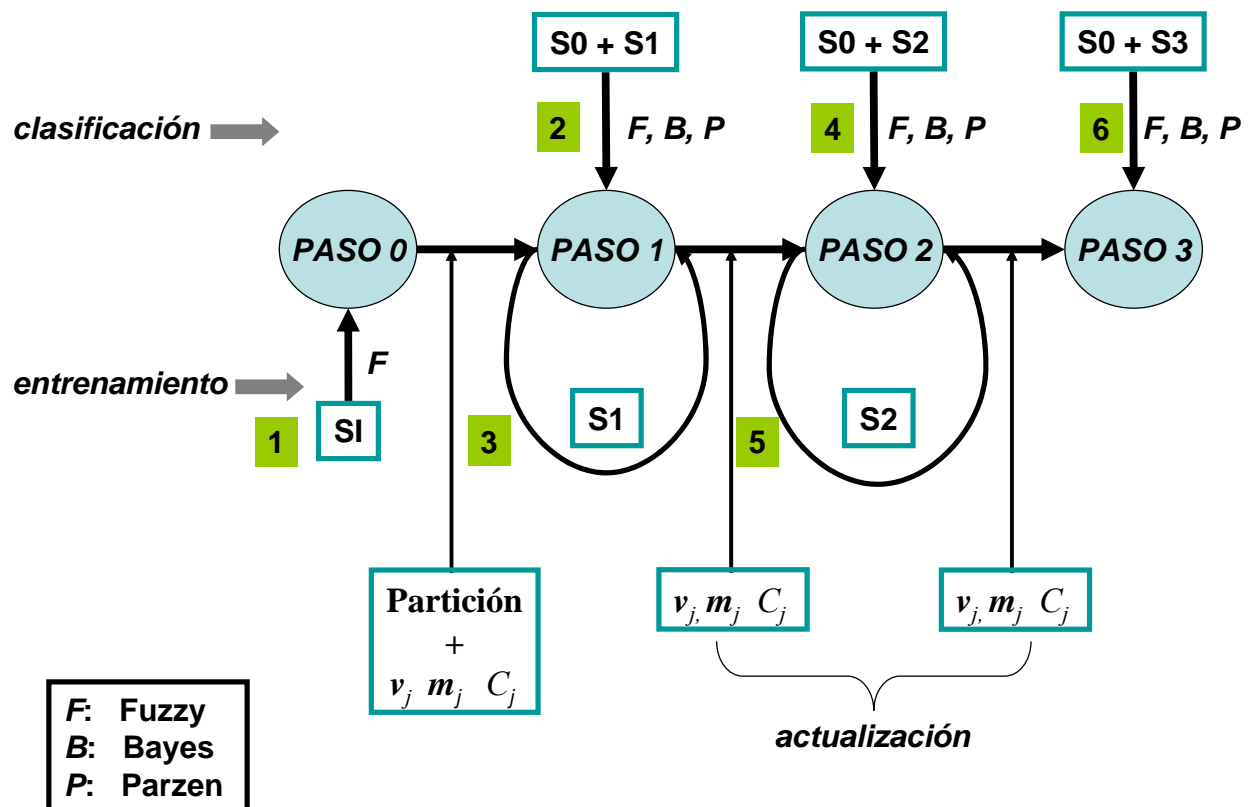 S0 + S1
S0 + S2
S0 + S3
clasificación
2
F, B, P
4
F, B, P
6
F, B, P
PASO 0
PASO 1
PASO 2
PASO 3
entrenamiento
F
1
SI
3
S1
5
S2
Partición
+
v_j m_j C_j
v_j, m_j C_j
v_j, m_j C_j
actualización
F: Fuzzy
B: Bayes
P: Parzen